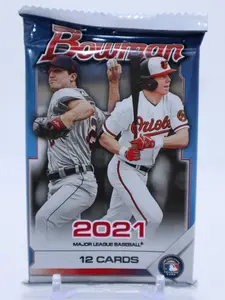 Bowman
Orioles
2021
MAJOR LEAGUE BASEBALL®
12 CARDS